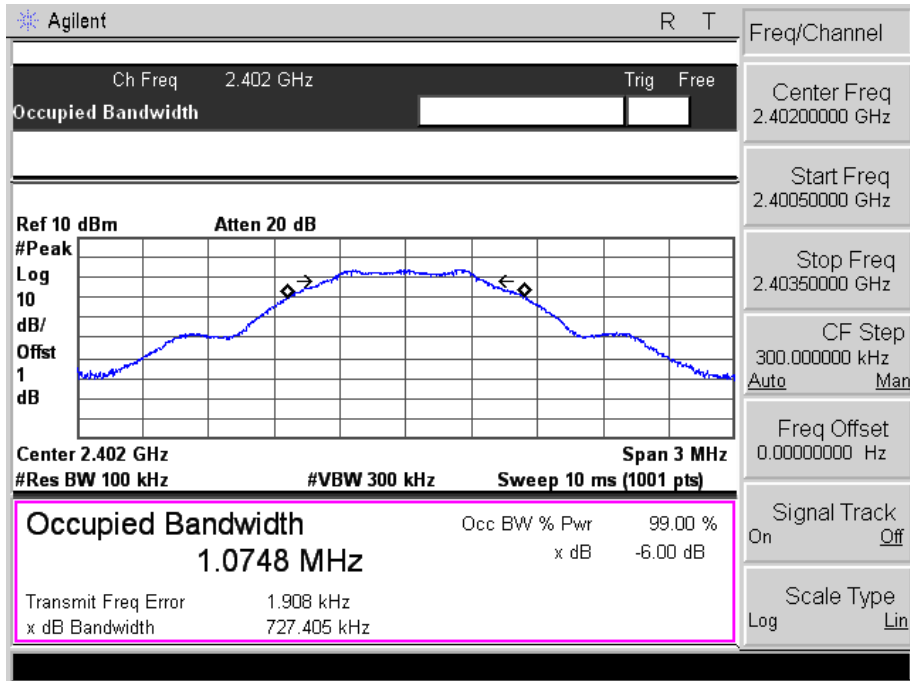 Agilent R T
Ch Freq 2.402 GHz Trig Free
Occupied Bandwidth
Ref 10 dBm Atten 20 dB
#Peak
Log
10
dB/
Offst
1
dB
Center 2.402 GHz Span 3 MHz
#Res BW 100 kHz #VBW 300 kHz Sweep 10 ms (1001 pts)
Occupied Bandwidth
1.0748 MHz
Occ BW % Pwr 99.00 %
x dB -6.00 dB
Transmit Freq Error 1.908 kHz
x dB Bandwidth 727.405 kHz
Freq/Channel
Center Freq
2.40200000 GHz
Start Freq
2.40050000 GHz
Stop Freq
2.40350000 GHz
CF Step
300.000000 kHz
Auto Man
Freq Offset
0.00000000 Hz
Signal Track
On Off
Scale Type
Log Lin